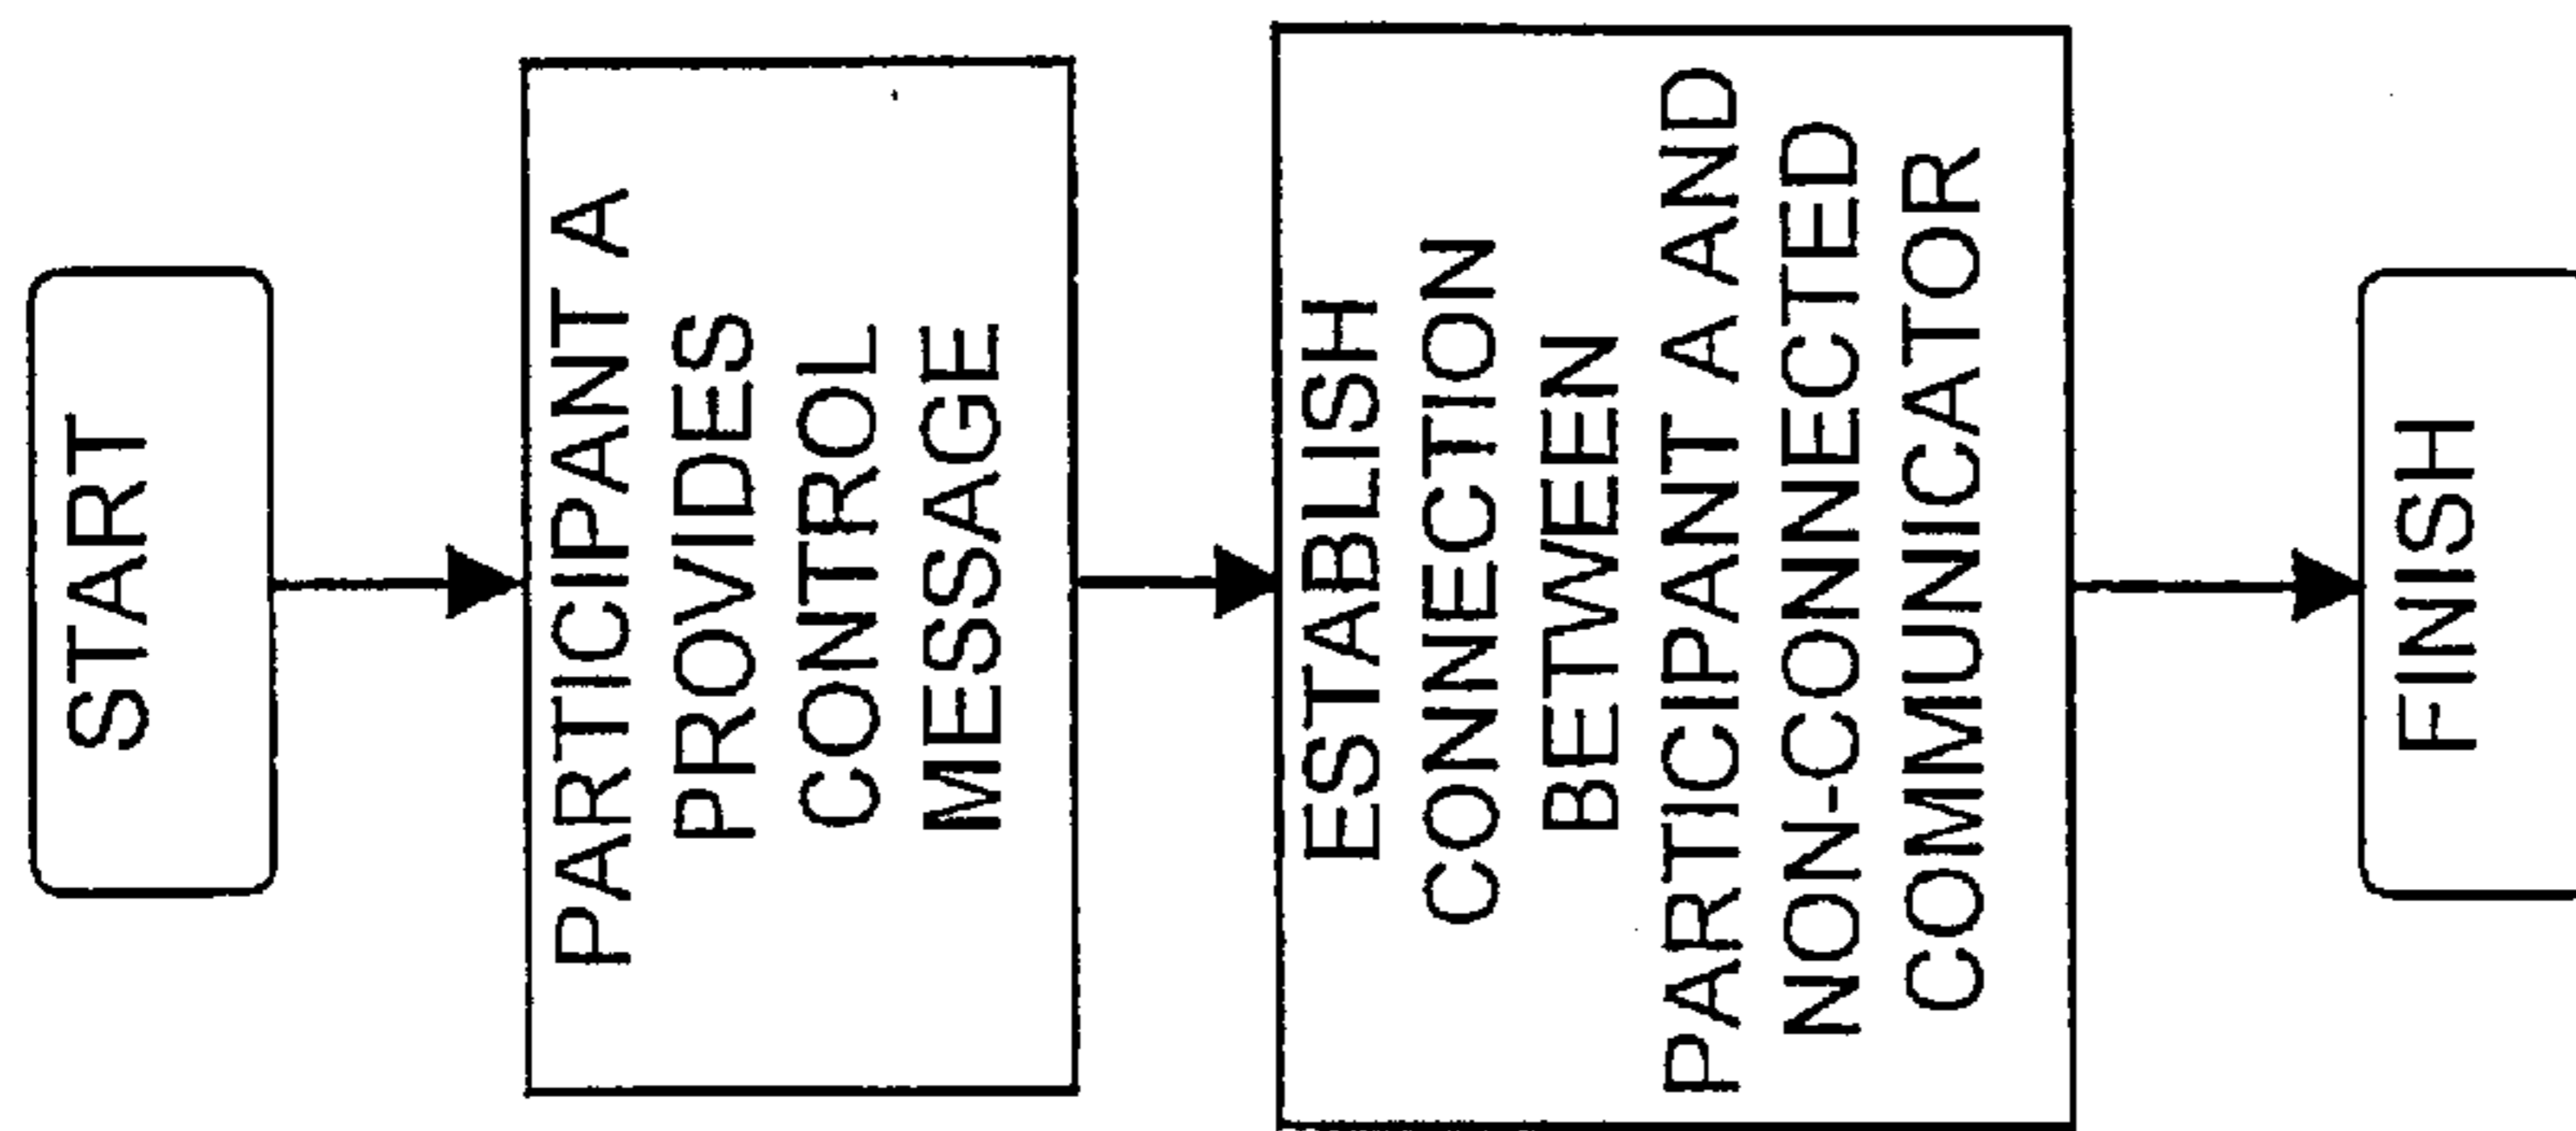 START
PARTICIPANT A
PROVIDES
CONTROL
MESSAGE
ESTABLISH
CONNECTION
BETWEEN
PARTICIPANT A AND
NON-CONNECTED
COMMUNICATOR
FINISH